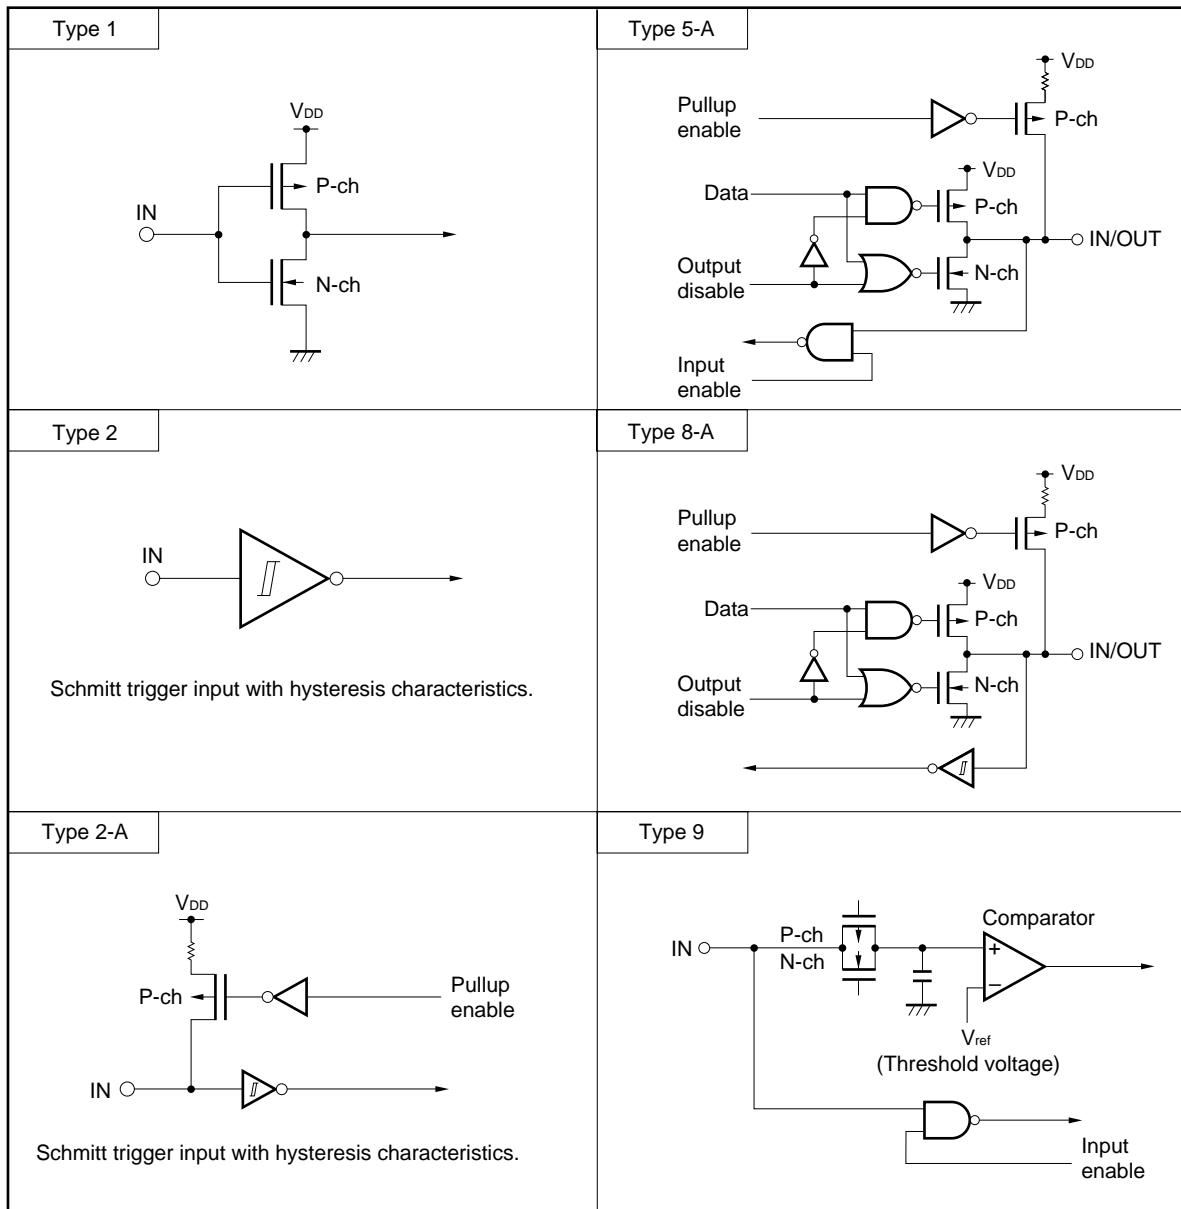 Type 1
VDD
P-ch
IN
N-ch
Type 5-A
VDD
Pullup
enable
P-ch
VDD
Data
P-ch
IN/OUT
Output
disable
N-ch
Input
enable
Type 2
IN
Schmitt trigger input with hysteresis characteristics.
Type 8-A
VDD
Pullup
enable
P-ch
VDD
Data
P-ch
IN/OUT
Output
disable
N-ch
Type 2-A
VDD
P-ch
Pullup
enable
IN
Schmitt trigger input with hysteresis characteristics.
Type 9
Comparator
P-ch
IN
N-ch
+
−
Vref
(Threshold voltage)
Input
enable